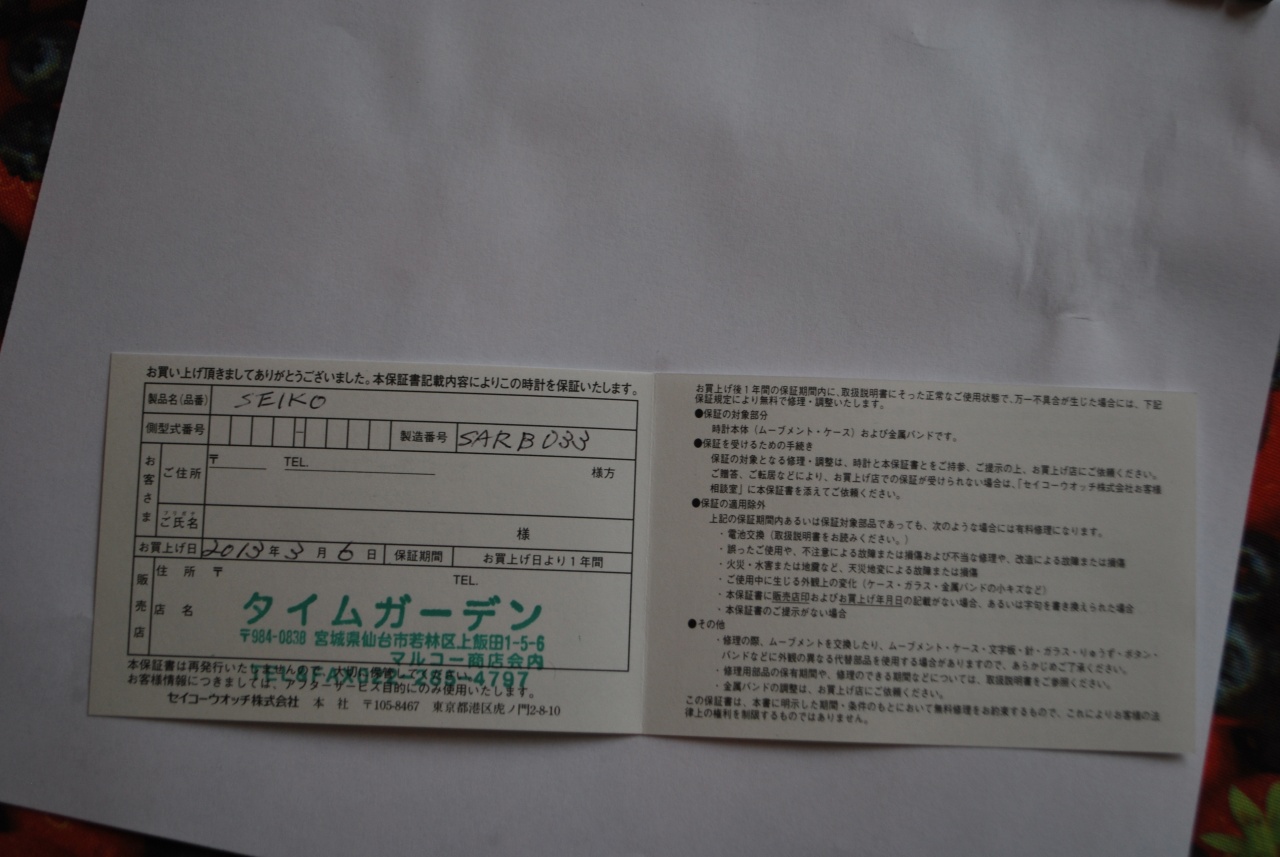 お買い上げ頂きましてありがとうございました。本保証書記載内容によりこの時計を保証いたします。
製品名(品番) SEIKO
側型式番号 - 製造番号 SARB033
お客さま
ご住所 〒 TEL. 様方
フリガナ
ご氏名 様
お買上げ日 2013年3月6日 保証期間 お買上げ日より1年間
販売店
住所 〒 TEL.
店名
タイムガーデン
〒984-0838 宮城県仙台市若林区上飯田1-5-6
マルコー商店会内
TEL&FAX022-285-4797
本保証書は再発行いたしませんので、大切に保管してください。
お客様情報につきましては、アフターサービス目的にのみ使用いたします。
セイコーウオッチ株式会社 本社 〒105-8467 東京都港区虎ノ門2-8-10
お買上げ後1年間の保証期間内に、取扱説明書にそった正常なご使用状態で、万一不具合が生じた場合には、下記
保証規定により無料で修理・調整いたします。
●保証の対象部分
時計本体(ムーブメント・ケース)および金属バンドです。
●保証を受けるための手続き
保証の対象となる修理・調整は、時計と本保証書とをご持参、ご提示の上、お買上げ店にご依頼ください。
ご贈答、ご転居などにより、お買上げ店での保証が受けられない場合は、「セイコーウオッチ株式会社お客様
相談室」に本保証書を添えてご依頼ください。
●保証の適用除外
上記の保証期間内あるいは保証対象部品であっても、次のような場合には有料修理になります。
・電池交換(取扱説明書をお読みください。)
・誤ったご使用や、不注意による故障または損傷および不当な修理や、改造による故障または損傷
・火災・水害または地震など、天災地変による故障または損傷
・ご使用中に生じる外観上の変化(ケース・ガラス・金属バンドの小キズなど)
・本保証書に販売店印およびお買上げ年月日の記載がない場合、あるいは字句を書き換えられた場合
・本保証書のご提示がない場合
●その他
・修理の際、ムーブメントを交換したり、ムーブメント・ケース・文字板・針・ガラス・りゅうず・ボタン・
バンドなどに外観の異なる代替部品を使用する場合がありますので、あらかじめご了承ください。
・修理用部品の保有期間や、修理のできる期間などについては、取扱説明書をご参照ください。
・金属バンドの調整は、お買上げ店にご依頼ください。
この保証書は、本書に明示した期間・条件のもとにおいて無料修理をお約束するもので、これによりお客様の法
律上の権利を制限するものではありません。